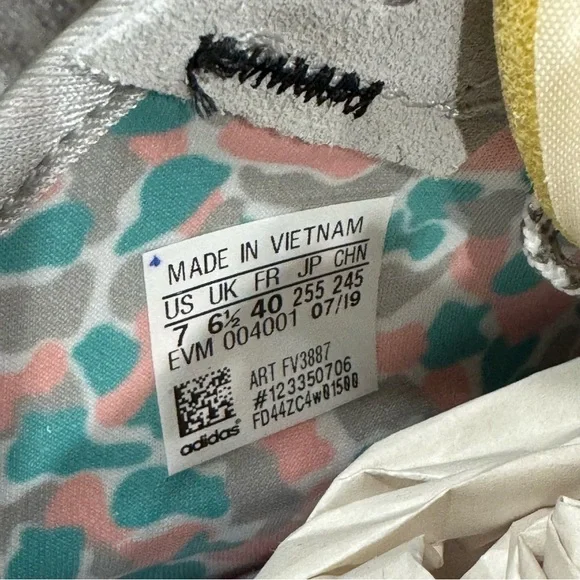 MADE IN VIETNAM
US UK FR JP CHN
7 6½ 40 255 245
EVM 004001 07/19
ART FV3887
#123350706
FD44ZC4W01500
adidas